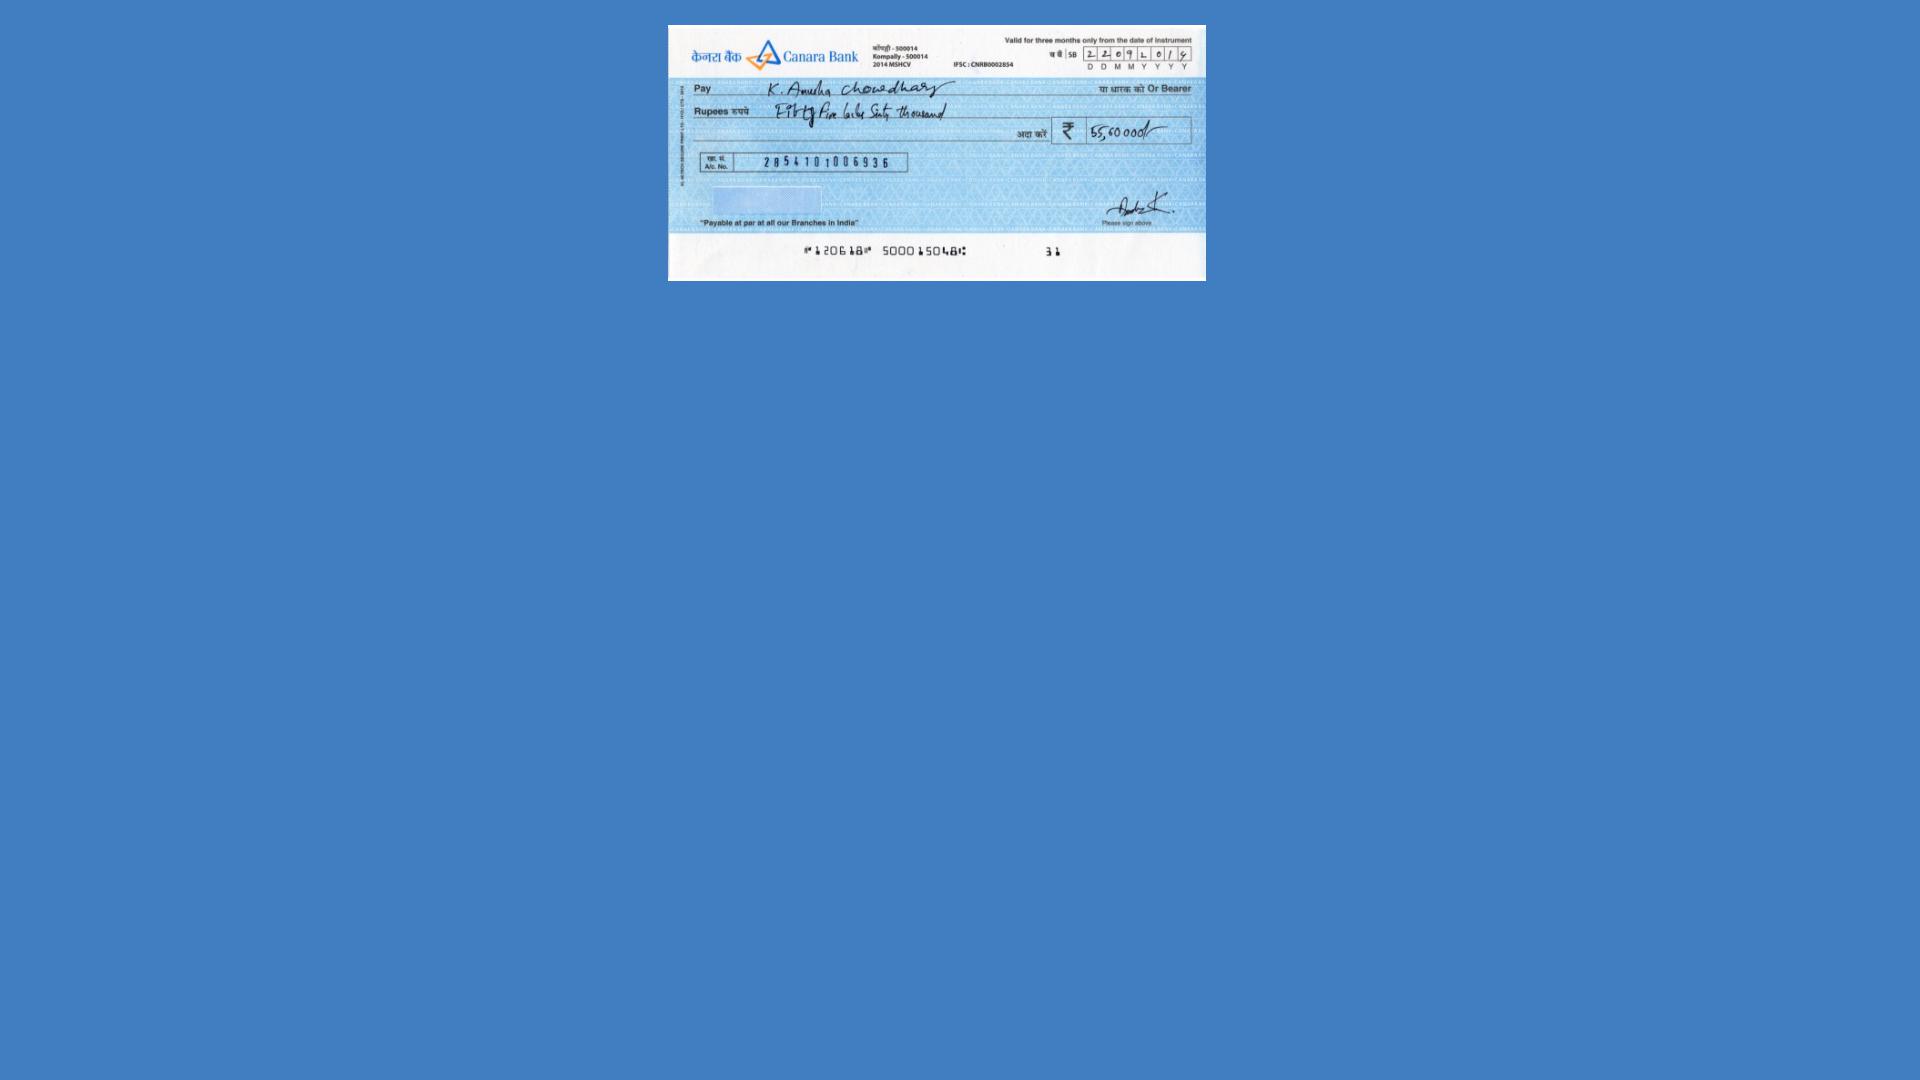 Valid for three months only from the date of Instrument
केनरा बैंक Canara Bank
कोंपल्ली - 500014
Kompally - 500014
2014 MSHCV
IFSC : CNRB0002854
SB
2 2 0 9 2 0 1 4
D D M M Y Y Y Y
Pay K. Anusha Chowdhary या धारक को Or Bearer
Rupees रुपये Fifty Five lacks Sixty thousand
अदा करें ₹ 55,60000/-
खा. सं.
A/c. No.
2854101006936
"Payable at par at all our Branches in India"
Please sign above
⑈120618⑈ 500015048⑆ 31